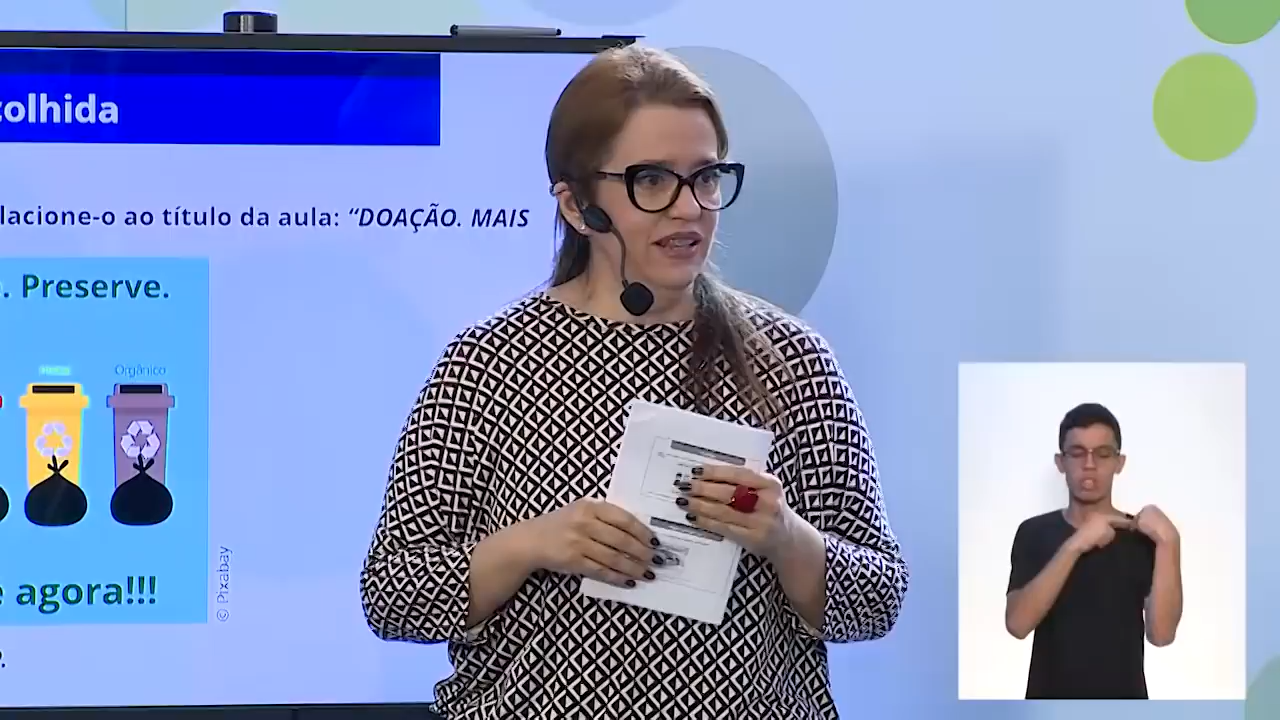 colhida
lacione-o ao título da aula: “DOAÇÃO. MAIS
. Preserve.
Orgânico
© Pixabay
e agora!!!